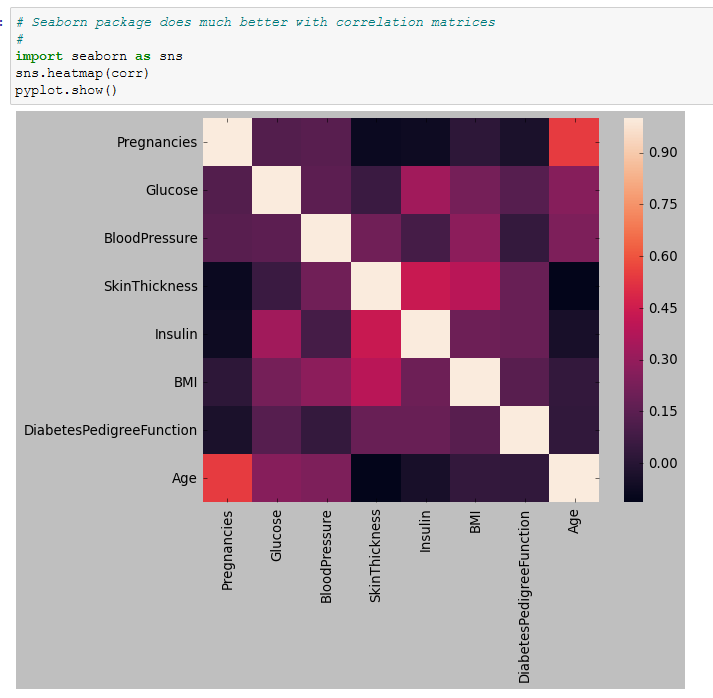 :
# Seaborn package does much better with correlation matrices
#
import seaborn as sns
sns.heatmap(corr)
pyplot.show()
Pregnancies
Glucose
BloodPressure
SkinThickness
Insulin
BMI
DiabetesPedigreeFunction
Age
0.90
0.75
0.60
0.45
0.30
0.15
0.00
Pregnancies
Glucose
BloodPressure
SkinThickness
Insulin
BMI
DiabetesPedigreeFunction
Age